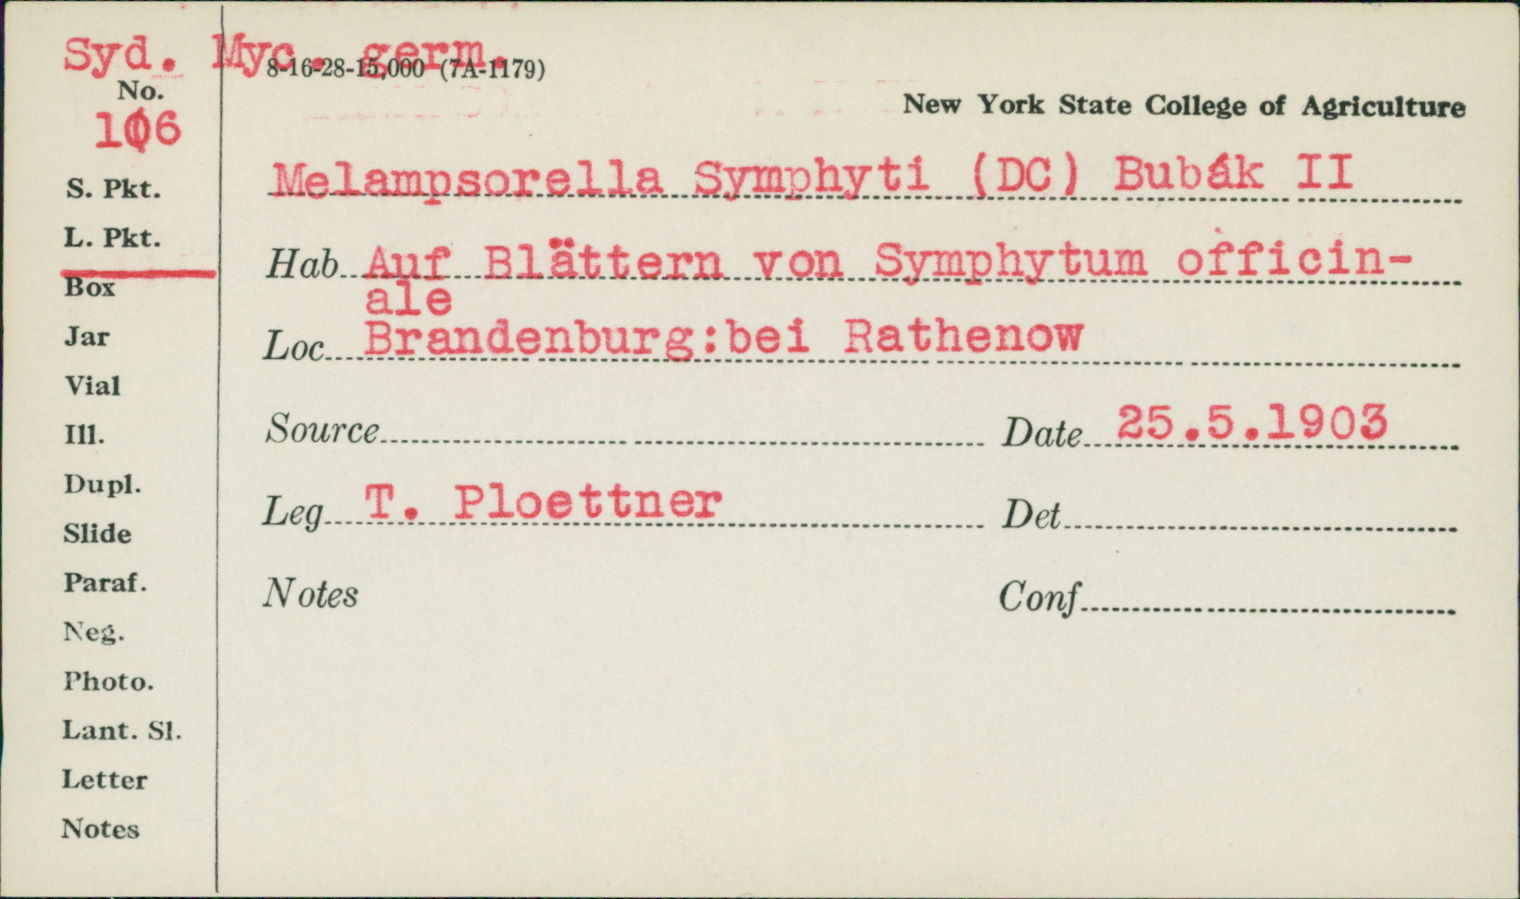 Syd. Myc. germ.
8-16-28-15,000 (7A-1179)
No.
New York State College of Agriculture
106
Melampsorella Symphyti (DC) Bubák II
S. Pkt.
L. Pkt.
Hab. Auf Blättern von Symphytum officin-
ale
Box
Loc. Brandenburg:bei Rathenow
Jar
Vial
Source
Date 25.5.1903
Ill.
Dupl.
Leg. T. Ploettner
Det.
Slide
Paraf.
Notes
Conf.
Neg.
Photo.
Lant. Sl.
Letter
Notes